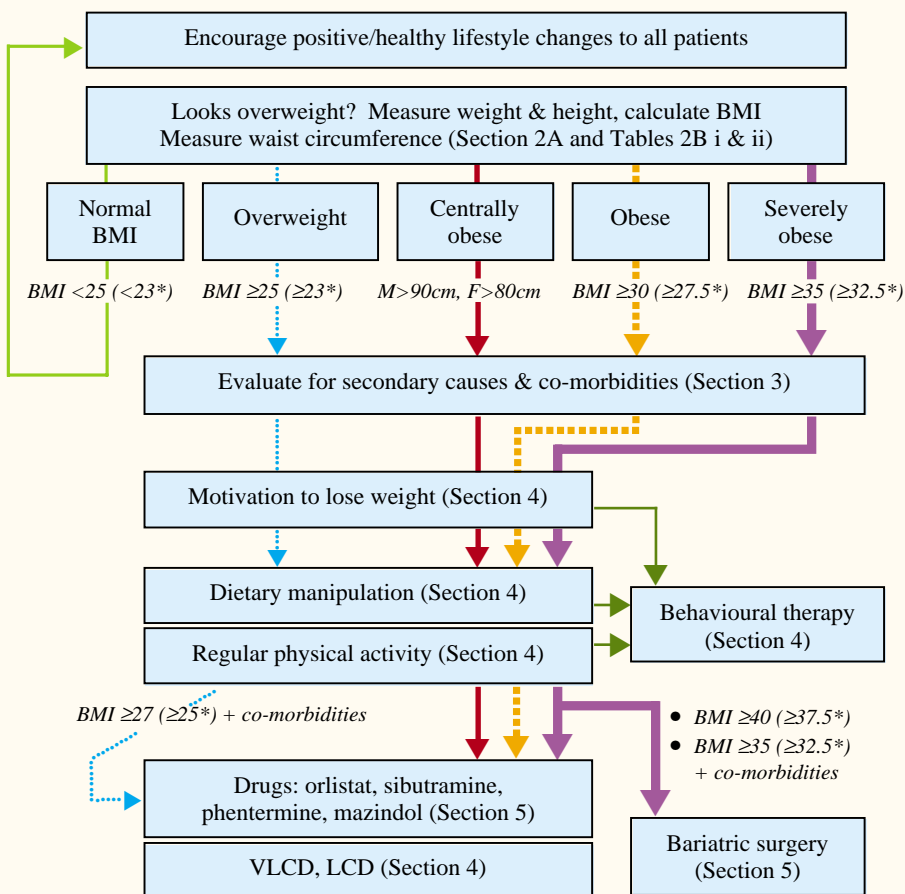 Encourage positive/healthy lifestyle changes to all patients
Looks overweight?  Measure weight & height, calculate BMI
Measure waist circumference (Section 2A and Tables 2B i & ii)
Normal
BMI
Overweight
Centrally
obese
Obese
Severely
obese
BMI <25 (<23*)
BMI ≥25 (≥23*)
M>90cm, F>80cm
BMI ≥30 (≥27.5*)
BMI ≥35 (≥32.5*)
Evaluate for secondary causes & co-morbidities (Section 3)
Motivation to lose weight (Section 4)
Dietary manipulation (Section 4)
Behavioural therapy
(Section 4)
Regular physical activity (Section 4)
BMI ≥27 (≥25*) + co-morbidities
• BMI ≥40 (≥37.5*)
• BMI ≥35 (≥32.5*)
+ co-morbidities
Drugs: orlistat, sibutramine,
phentermine, mazindol (Section 5)
VLCD, LCD (Section 4)
Bariatric surgery
(Section 5)